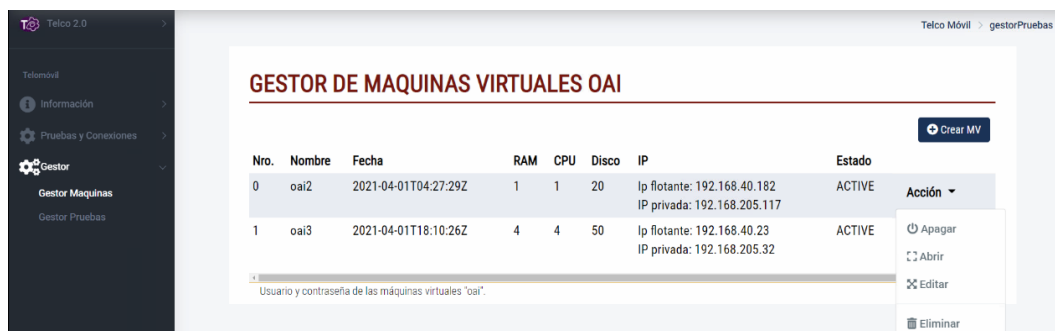 Telco 2.0
Telco Móvil > gestorPruebas
Telomóvil
Información
Pruebas y Conexiones
Gestor
Gestor Maquinas
Gestor Pruebas
GESTOR DE MAQUINAS VIRTUALES OAI
Crear MV
Nro. Nombre Fecha RAM CPU Disco IP Estado
0 oai2 2021-04-01T04:27:29Z 1 1 20 Ip flotante: 192.168.40.182 ACTIVE Acción
IP privada: 192.168.205.117
1 oai3 2021-04-01T18:10:26Z 4 4 50 Ip flotante: 192.168.40.23 ACTIVE
IP privada: 192.168.205.32
Apagar
Abrir
Editar
Eliminar
Usuario y contraseña de las máquinas virtuales "oai".